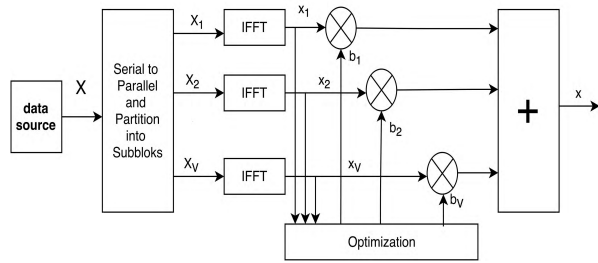 data
source
X
Serial to
Parallel
and
Partition
into
Subbloks
X1
IFFT
x1
b1
X2
IFFT
x2
b2
XV
IFFT
xV
bV
Optimization
+
x